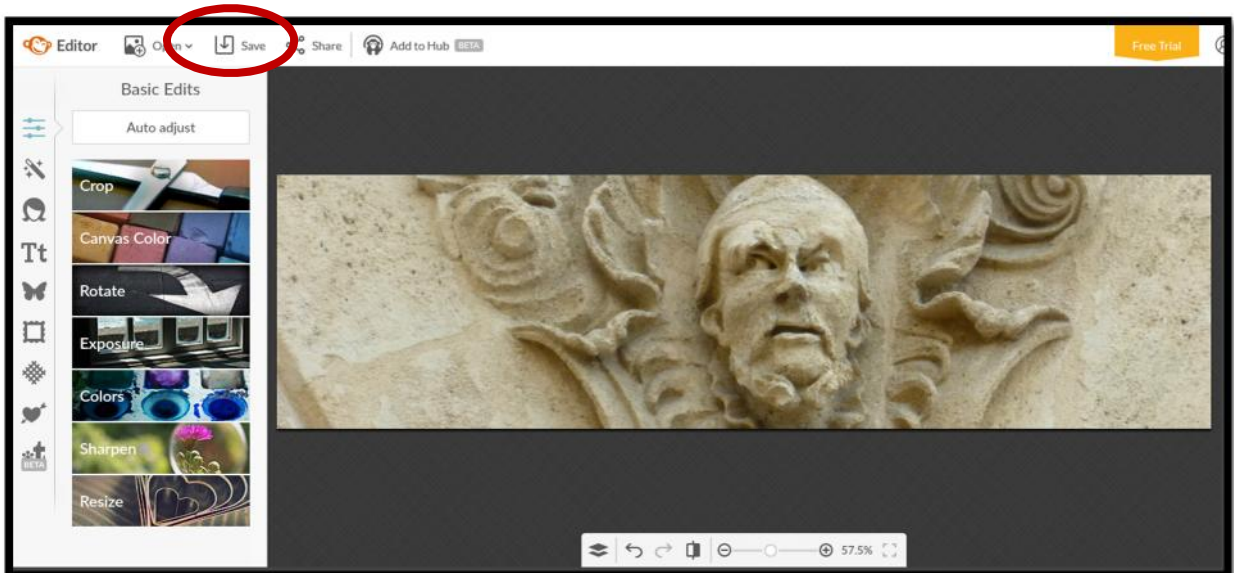 Editor Open Save Share Add to Hub BETA Free Trial
Basic Edits
Auto adjust
Crop
Canvas Color
Tt
Rotate
Exposure
Colors
Sharpen
BETA
Resize
57.5%